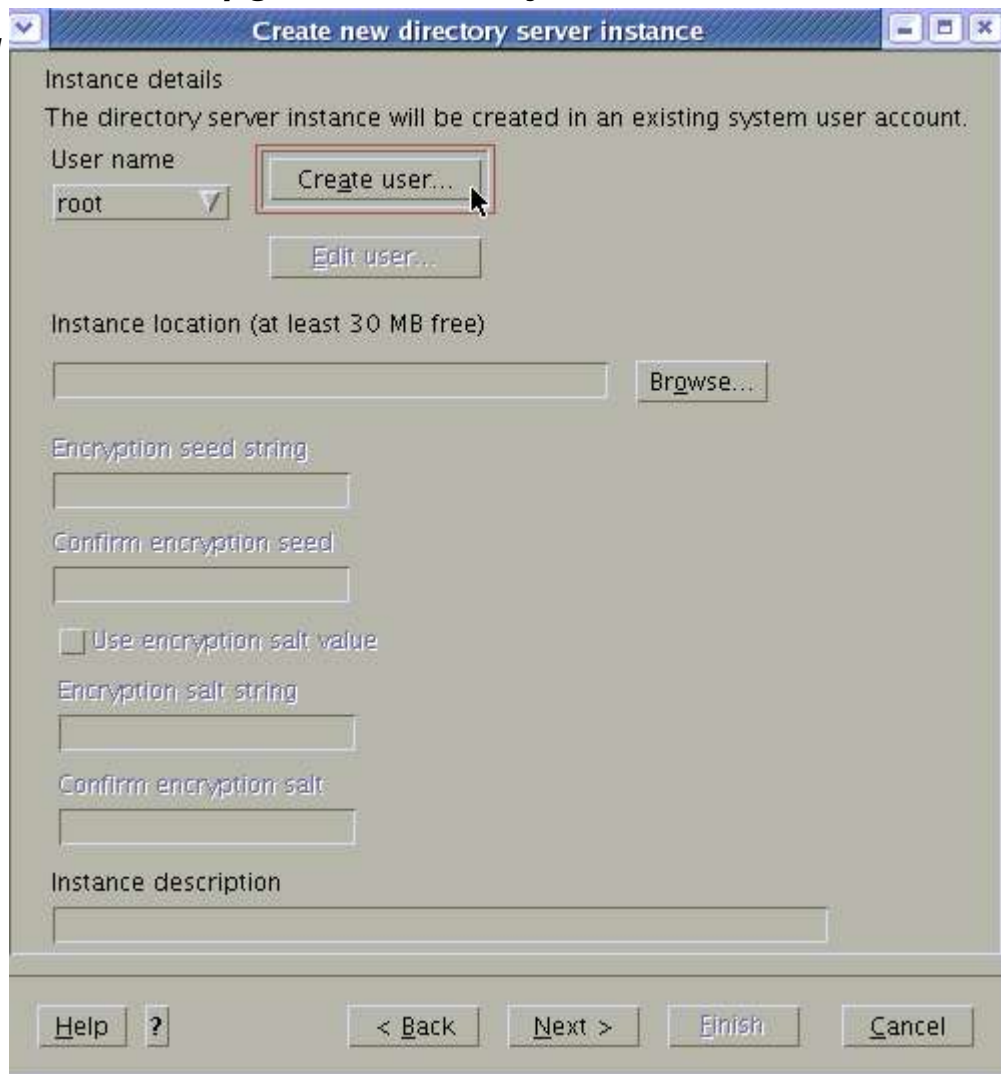 Create new directory server instance
Instance details
The directory server instance will be created in an existing system user account.
User name
root
Create user...
Edit user...
Instance location (at least 30 MB free)
Browse...
Encryption seed string
Confirm encryption seed
Use encryption salt value
Encryption salt string
Confirm encryption salt
Instance description
Help ? < Back Next > Finish Cancel